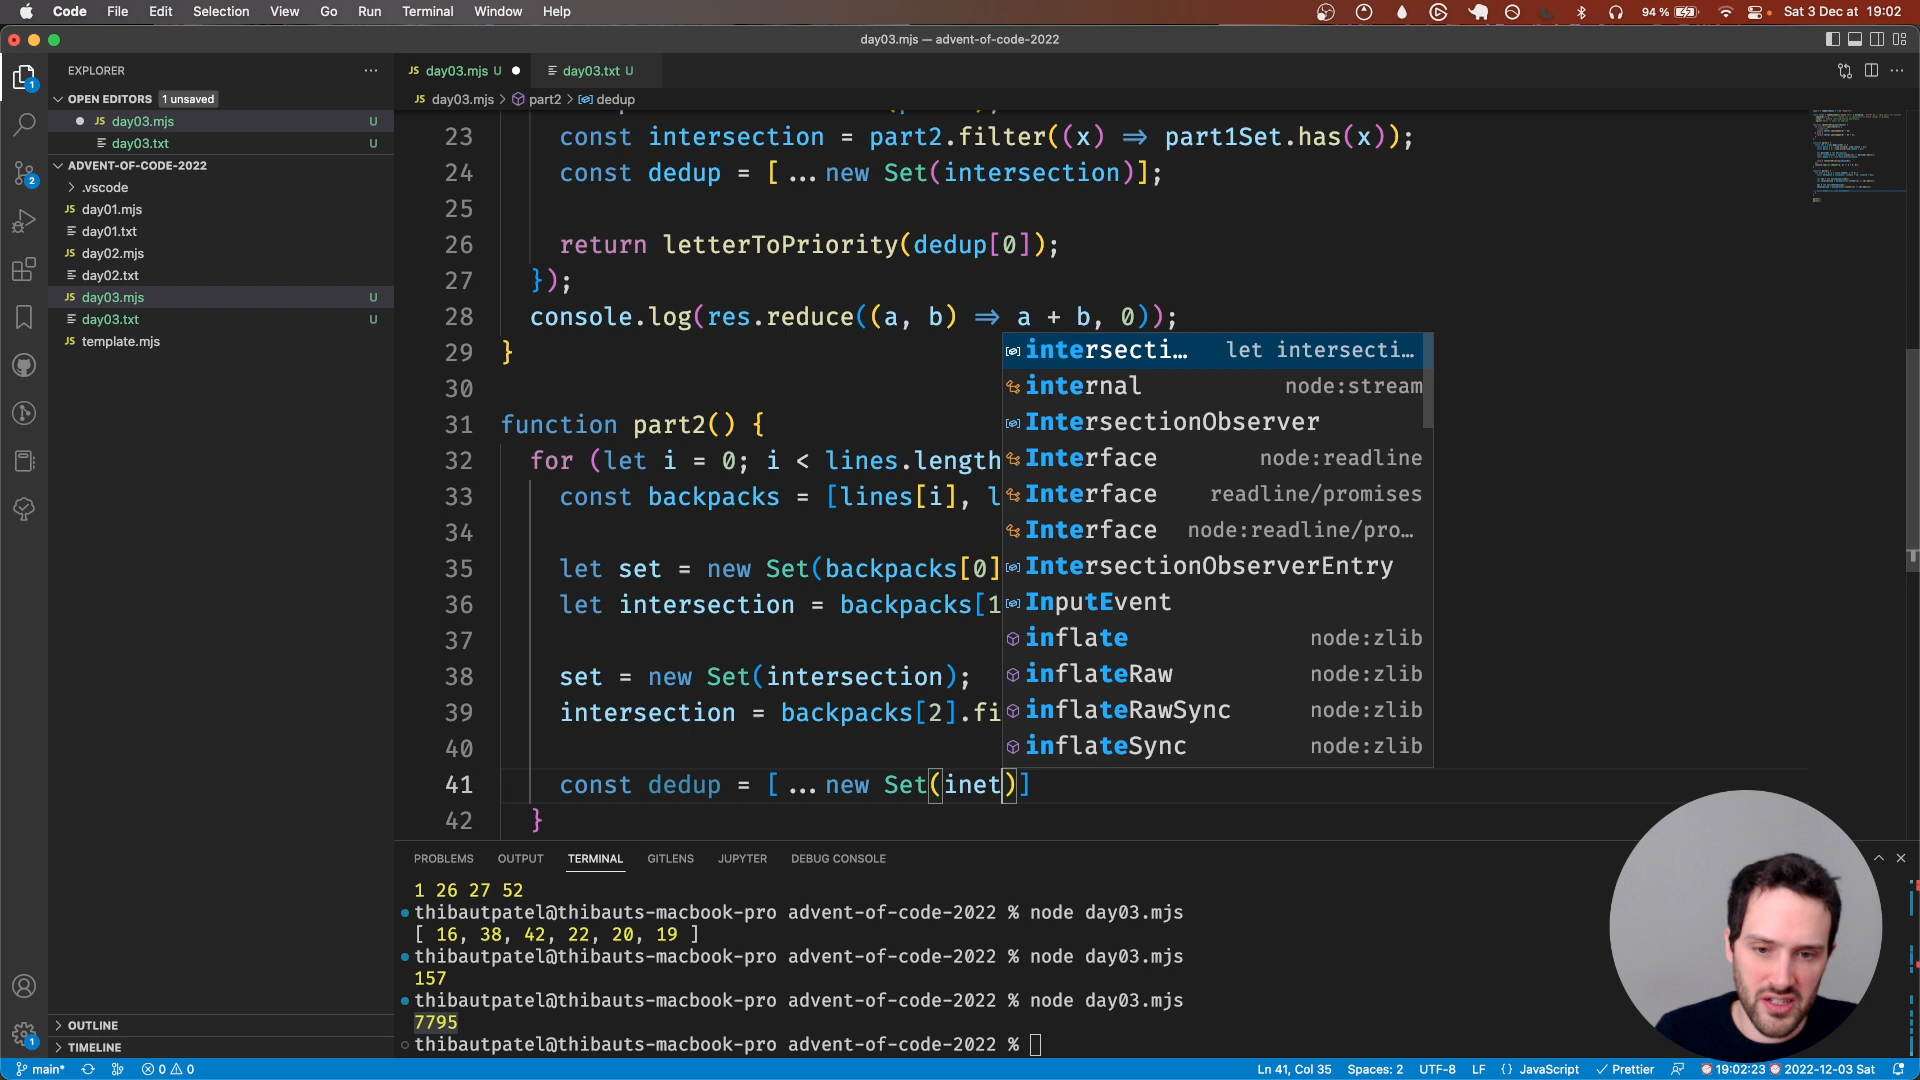 Code File Edit Selection View Go Run Terminal Window Help 94 % Sat 3 Dec at 19:02
day03.mjs — advent-of-code-2022
EXPLORER
OPEN EDITORS 1 unsaved
JS day03.mjs U
day03.txt U
ADVENT-OF-CODE-2022
.vscode
JS day01.mjs
day01.txt
JS day02.mjs
day02.txt
JS day03.mjs U
day03.txt U
JS template.mjs
OUTLINE
TIMELINE
1
2
1
JS day03.mjs U day03.txt U
JS day03.mjs > part2 > dedup
23 const intersection = part2.filter((x) => part1Set.has(x));
24 const dedup = [...new Set(intersection)];
25
26 return letterToPriority(dedup[0]);
27 });
28 console.log(res.reduce((a, b) => a + b, 0));
29 }
30
31 function part2() {
32 for (let i = 0; i < lines.length
33 const backpacks = [lines[i], l
34
35 let set = new Set(backpacks[0]
36 let intersection = backpacks[1
37
38 set = new Set(intersection);
39 intersection = backpacks[2].fi
40
41 const dedup = [...new Set(inet)]
42 }
intersecti… let intersecti…
internal node:stream
IntersectionObserver
Interface node:readline
Interface readline/promises
Interface node:readline/pro…
IntersectionObserverEntry
InputEvent
inflate node:zlib
inflateRaw node:zlib
inflateRawSync node:zlib
inflateSync node:zlib
PROBLEMS OUTPUT TERMINAL GITLENS JUPYTER DEBUG CONSOLE
1 26 27 52
thibautpatel@thibauts-macbook-pro advent-of-code-2022 % node day03.mjs
[ 16, 38, 42, 22, 20, 19 ]
thibautpatel@thibauts-macbook-pro advent-of-code-2022 % node day03.mjs
157
thibautpatel@thibauts-macbook-pro advent-of-code-2022 % node day03.mjs
7795
thibautpatel@thibauts-macbook-pro advent-of-code-2022 %
main* 0 0 Ln 41, Col 35 Spaces: 2 UTF-8 LF {} JavaScript Prettier 19:02:23 2022-12-03 Sat